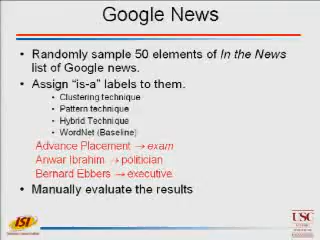 Google News
• Randomly sample 50 elements of In the News
list of Google news.
• Assign “is-a” labels to them.
• Clustering technique
• Pattern technique
• Hybrid Technique
• WordNet (Baseline)
Advance Placement → exam
Anwar Ibrahim → politician
Bernard Ebbers → executive
• Manually evaluate the results
ISI
USC